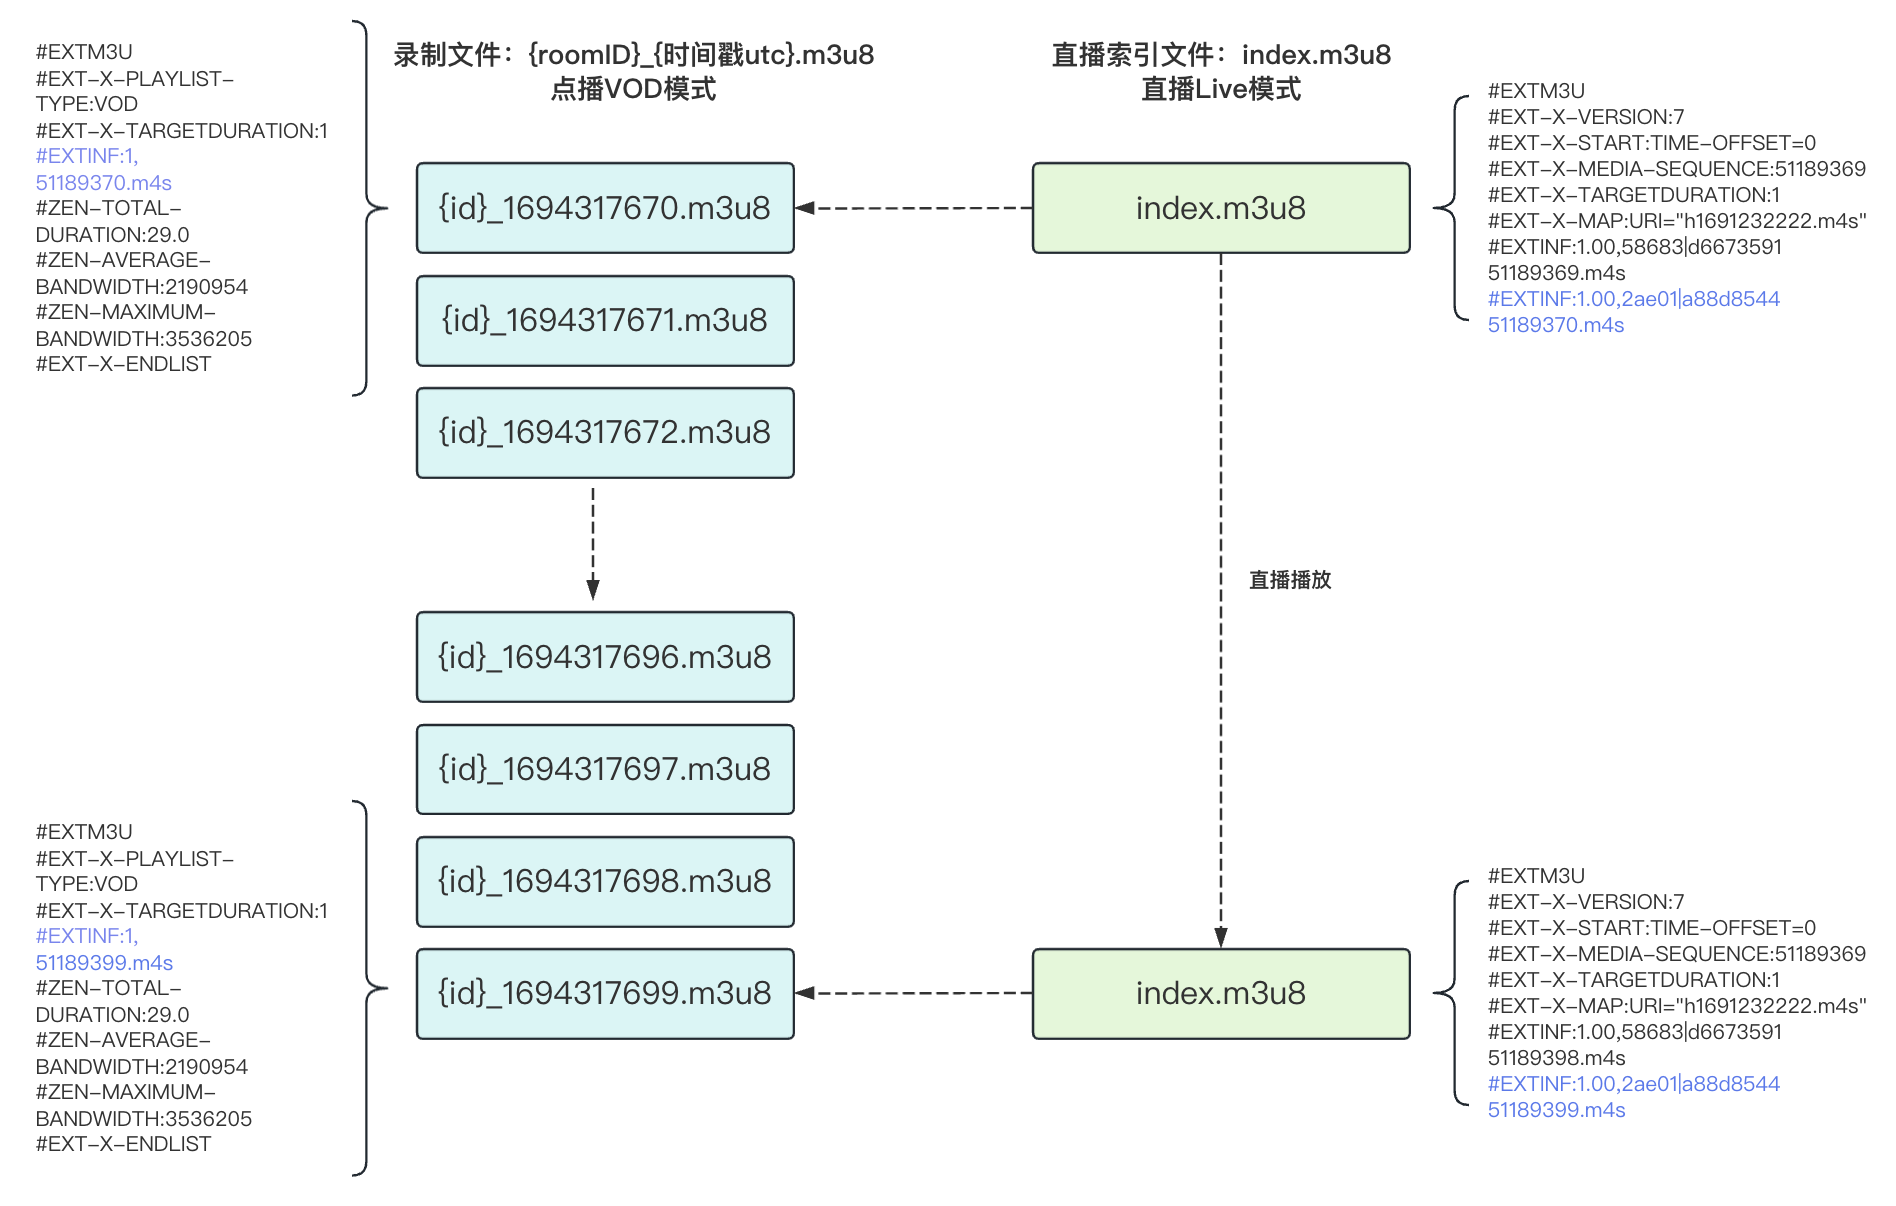 #EXTM3U
#EXT-X-PLAYLIST-
TYPE:VOD
#EXT-X-TARGETDURATION:1
#EXTINF:1,
51189370.m4s
#ZEN-TOTAL-
DURATION:29.0
#ZEN-AVERAGE-
BANDWIDTH:2190954
#ZEN-MAXIMUM-
BANDWIDTH:3536205
#EXT-X-ENDLIST
录制文件：{roomID}_{时间戳utc}.m3u8
点播VOD模式
直播索引文件：index.m3u8
直播Live模式
{id}_1694317670.m3u8
index.m3u8
#EXTM3U
#EXT-X-VERSION:7
#EXT-X-START:TIME-OFFSET=0
#EXT-X-MEDIA-SEQUENCE:51189369
#EXT-X-TARGETDURATION:1
#EXT-X-MAP:URI="h1691232222.m4s"
#EXTINF:1.00,58683|d6673591
51189369.m4s
#EXTINF:1.00,2ae01|a88d8544
51189370.m4s
{id}_1694317671.m3u8
{id}_1694317672.m3u8
直播播放
{id}_1694317696.m3u8
{id}_1694317697.m3u8
{id}_1694317698.m3u8
{id}_1694317699.m3u8
index.m3u8
#EXTM3U
#EXT-X-PLAYLIST-
TYPE:VOD
#EXT-X-TARGETDURATION:1
#EXTINF:1,
51189399.m4s
#ZEN-TOTAL-
DURATION:29.0
#ZEN-AVERAGE-
BANDWIDTH:2190954
#ZEN-MAXIMUM-
BANDWIDTH:3536205
#EXT-X-ENDLIST
#EXTM3U
#EXT-X-VERSION:7
#EXT-X-START:TIME-OFFSET=0
#EXT-X-MEDIA-SEQUENCE:51189369
#EXT-X-TARGETDURATION:1
#EXT-X-MAP:URI="h1691232222.m4s"
#EXTINF:1.00,58683|d6673591
51189398.m4s
#EXTINF:1.00,2ae01|a88d8544
51189399.m4s